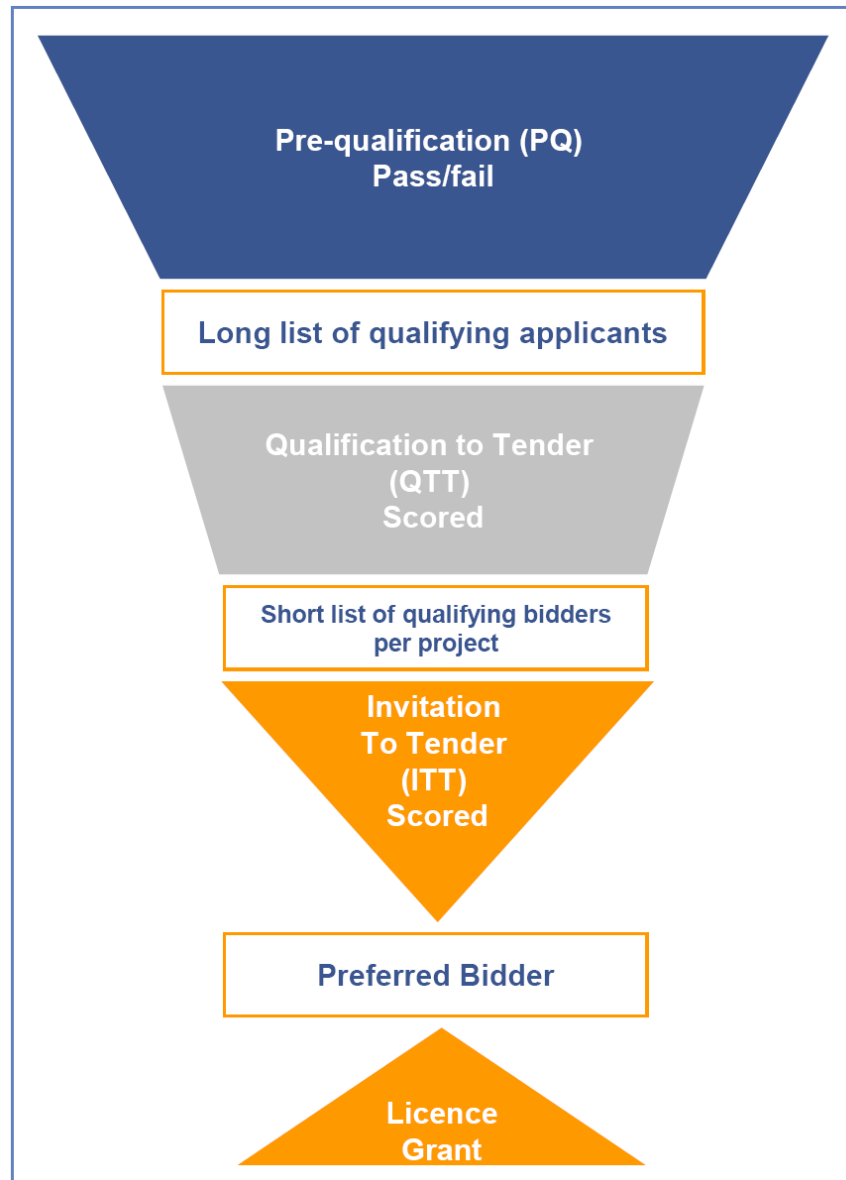 Pre-qualification (PQ)
Pass/fail
Long list of qualifying applicants
Qualification to Tender
(QTT)
Scored
Short list of qualifying bidders
per project
Invitation
To Tender
(ITT)
Scored
Preferred Bidder
Licence
Grant